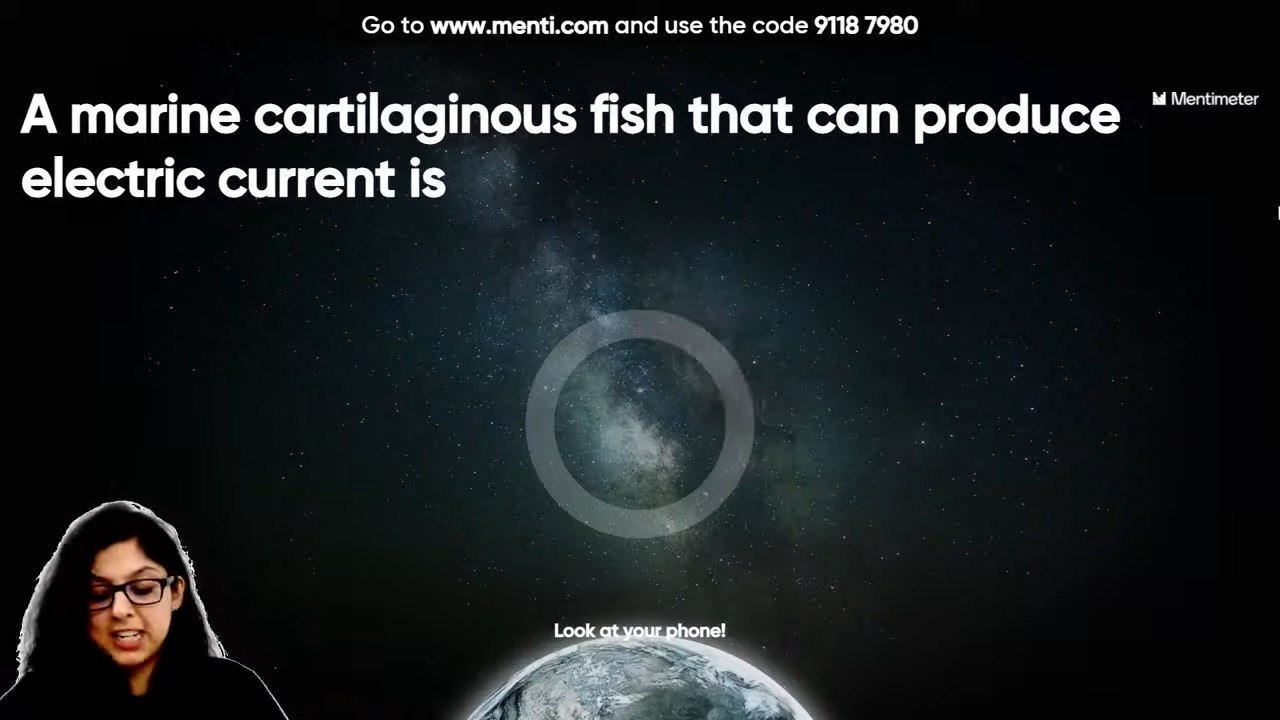 Go to www.menti.com and use the code 9118 7980
A marine cartilaginous fish that can produce
electric current is
Mentimeter
Look at your phone!